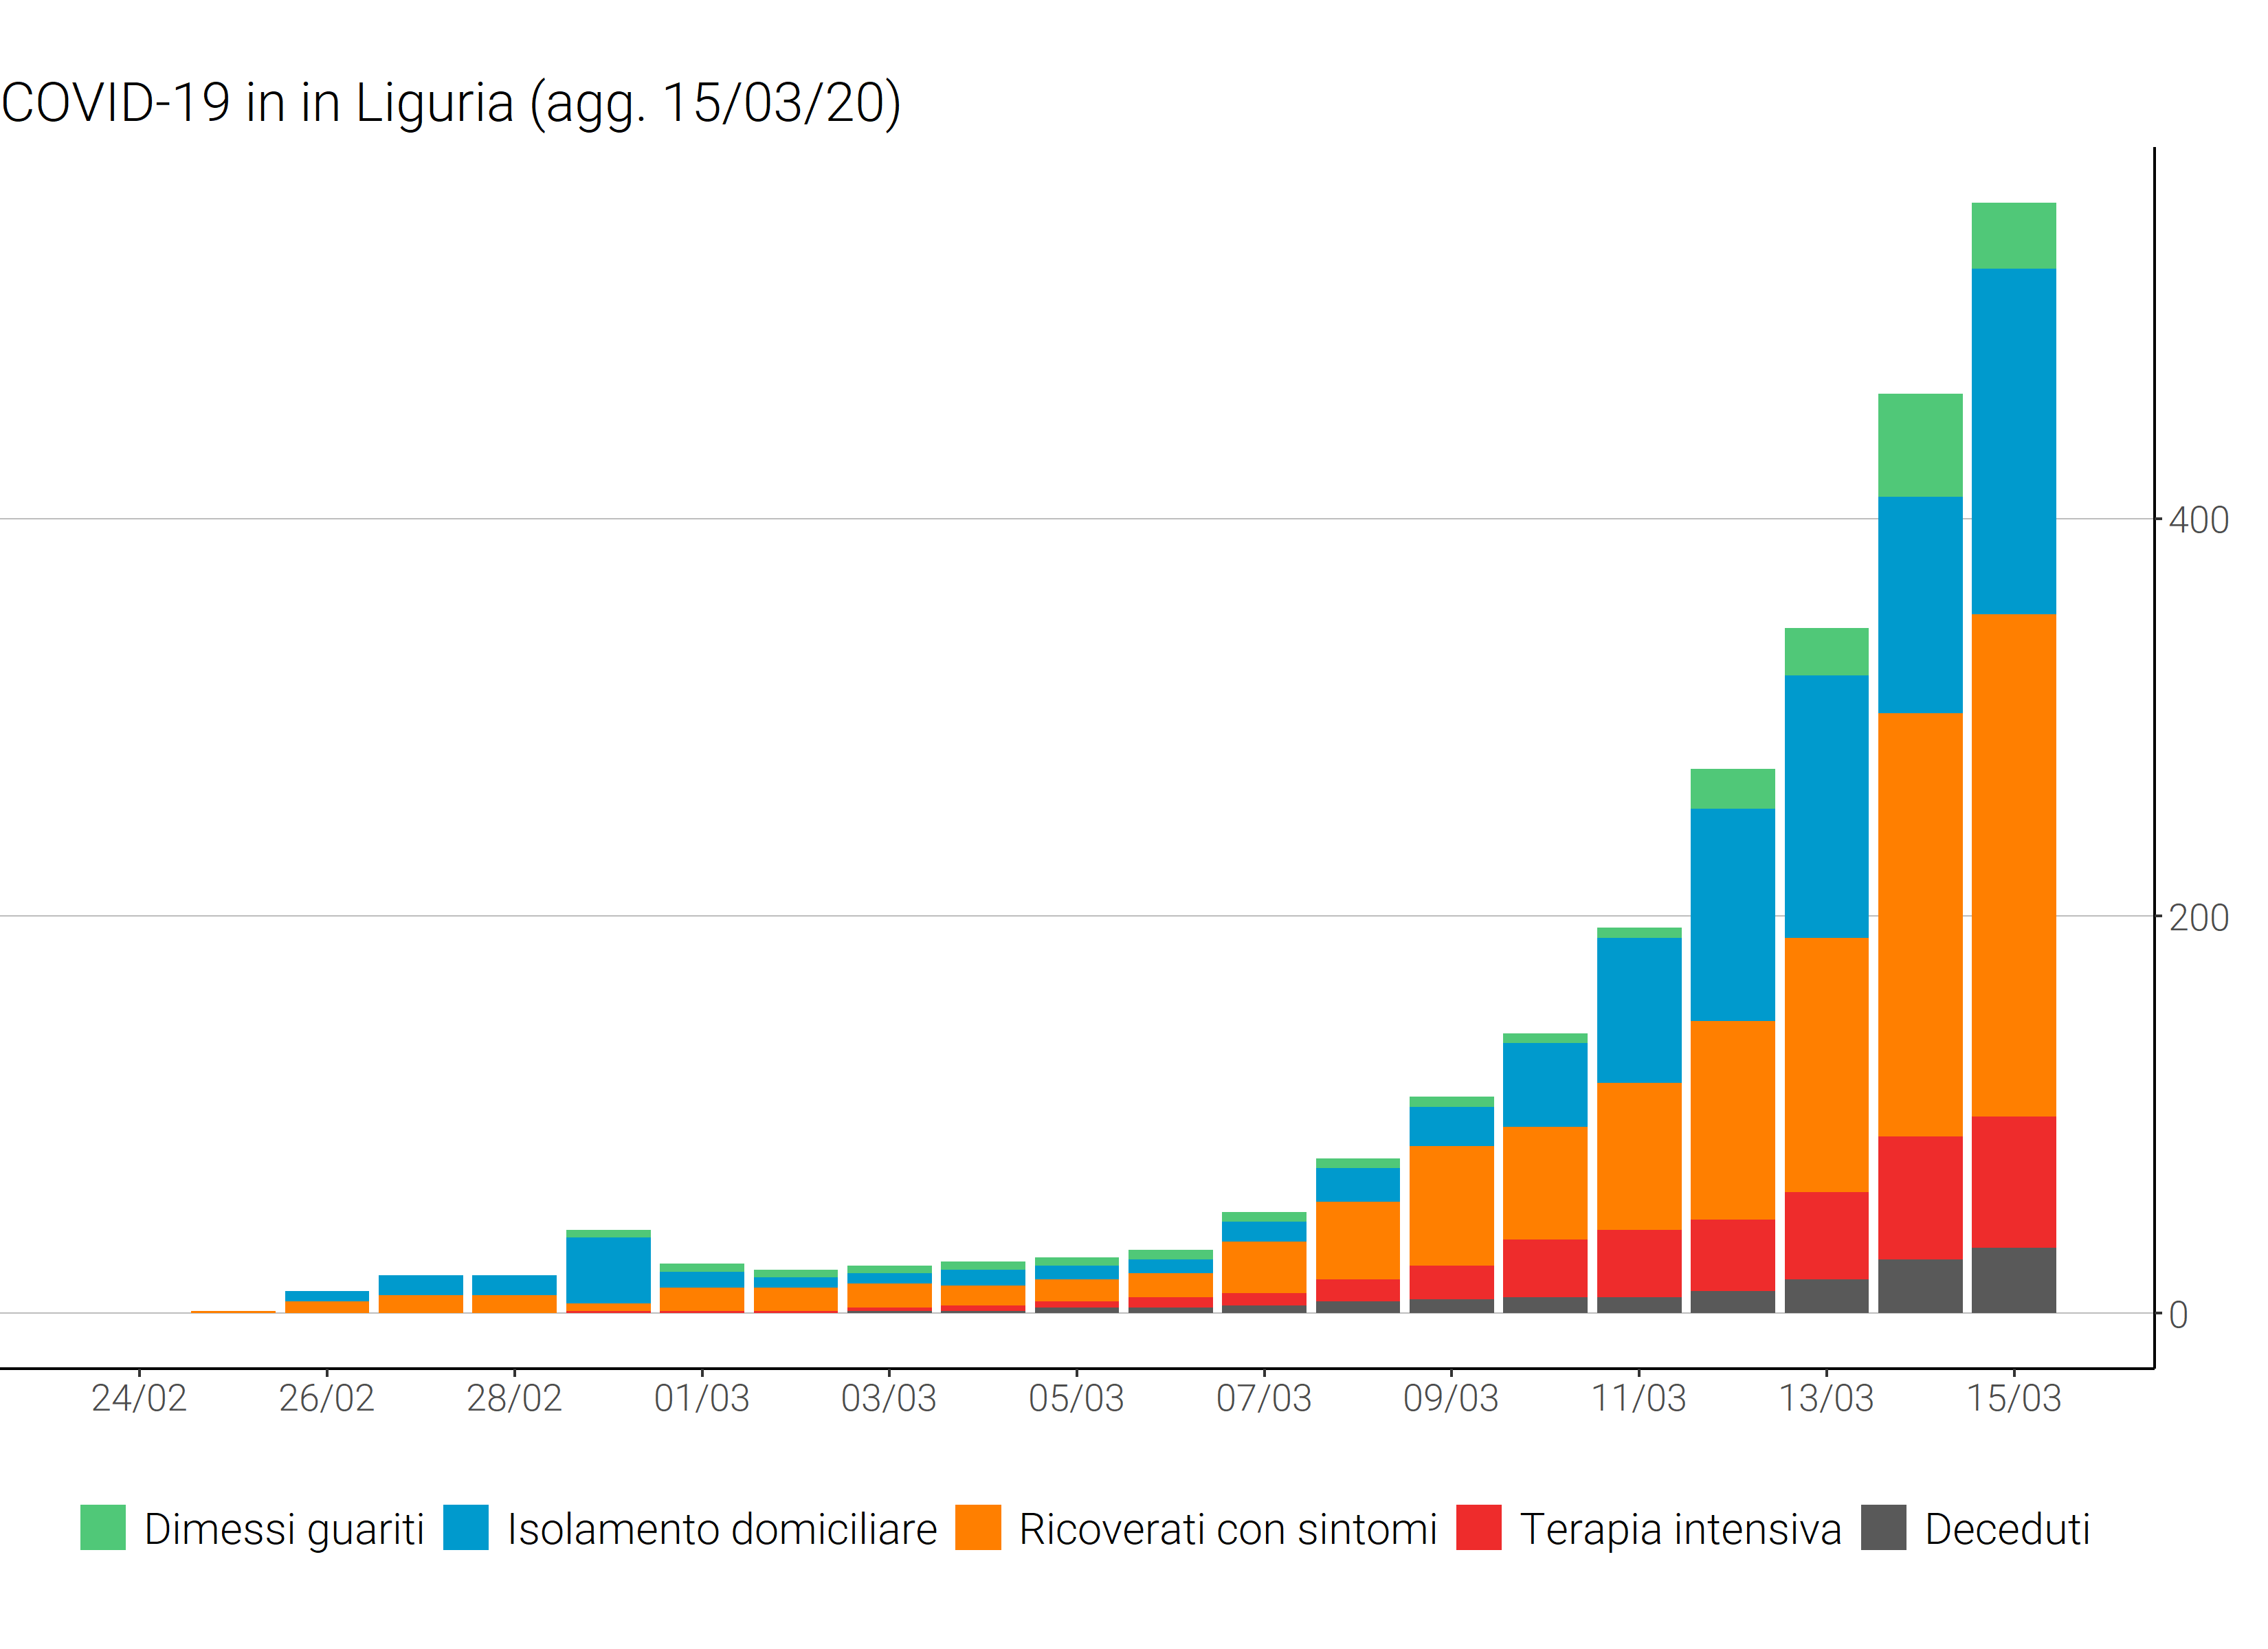 COVID-19 in in Liguria (agg. 15/03/20)
400
200
0
24/02 26/02 28/02 01/03 03/03 05/03 07/03 09/03 11/03 13/03 15/03
Dimessi guariti Isolamento domiciliare Ricoverati con sintomi Terapia intensiva Deceduti